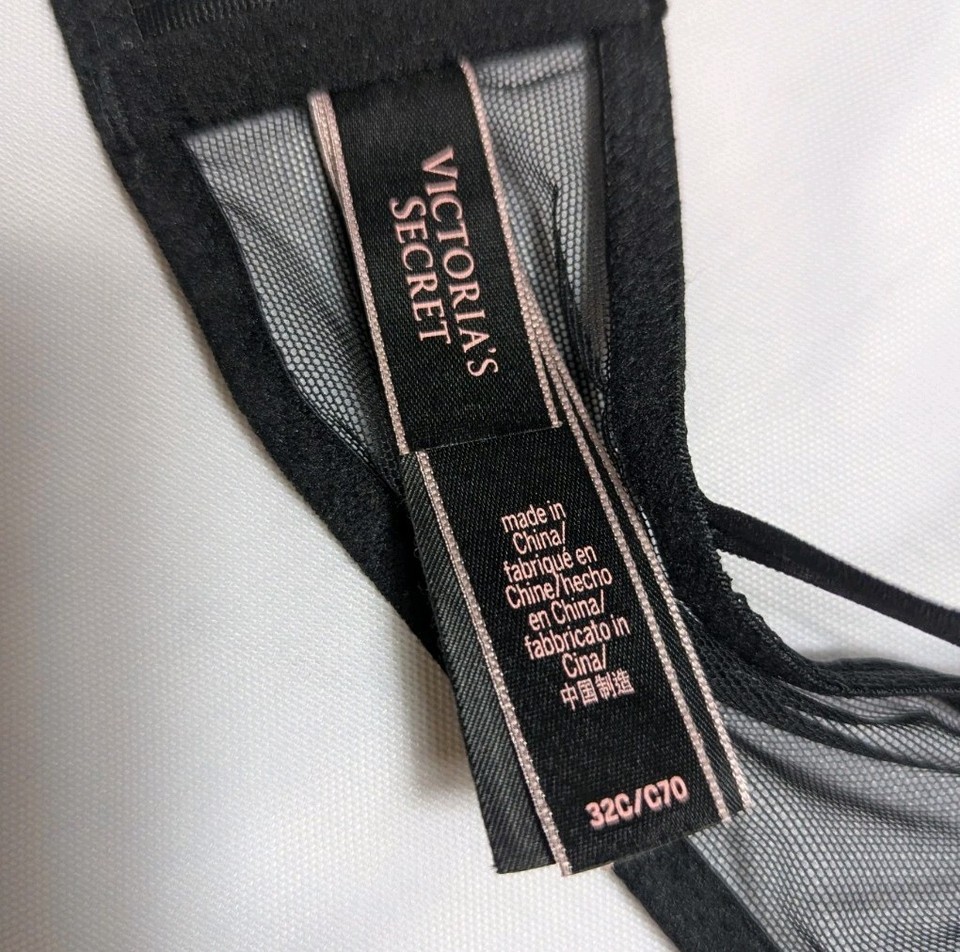 VICTORIA'S
SECRET
made in
China/
fabriqué en
Chine/hecho
en China/
fabbricato in
Cina/
中国制造
32C/C70